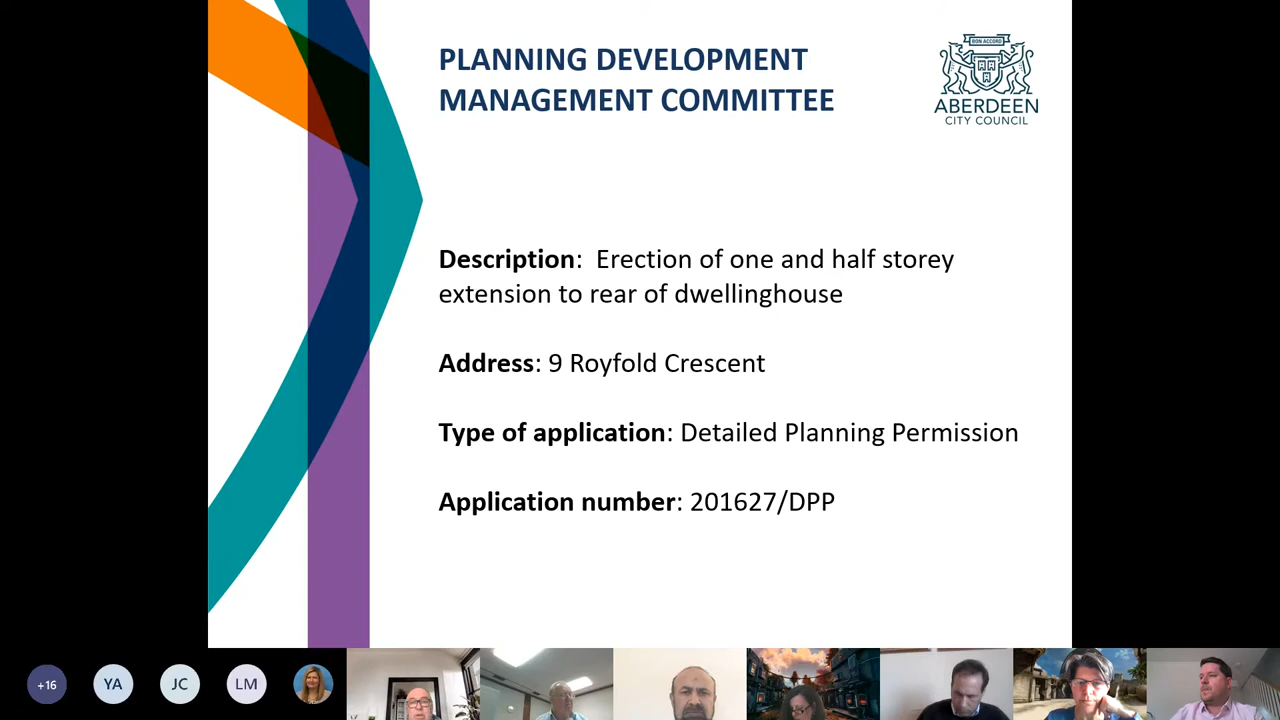 PLANNING DEVELOPMENT
MANAGEMENT COMMITTEE
BON ACCORD
ABERDEEN
CITY COUNCIL
Description: Erection of one and half storey
extension to rear of dwellinghouse
Address: 9 Royfold Crescent
Type of application: Detailed Planning Permission
Application number: 201627/DPP
+16
YA
JC
LM